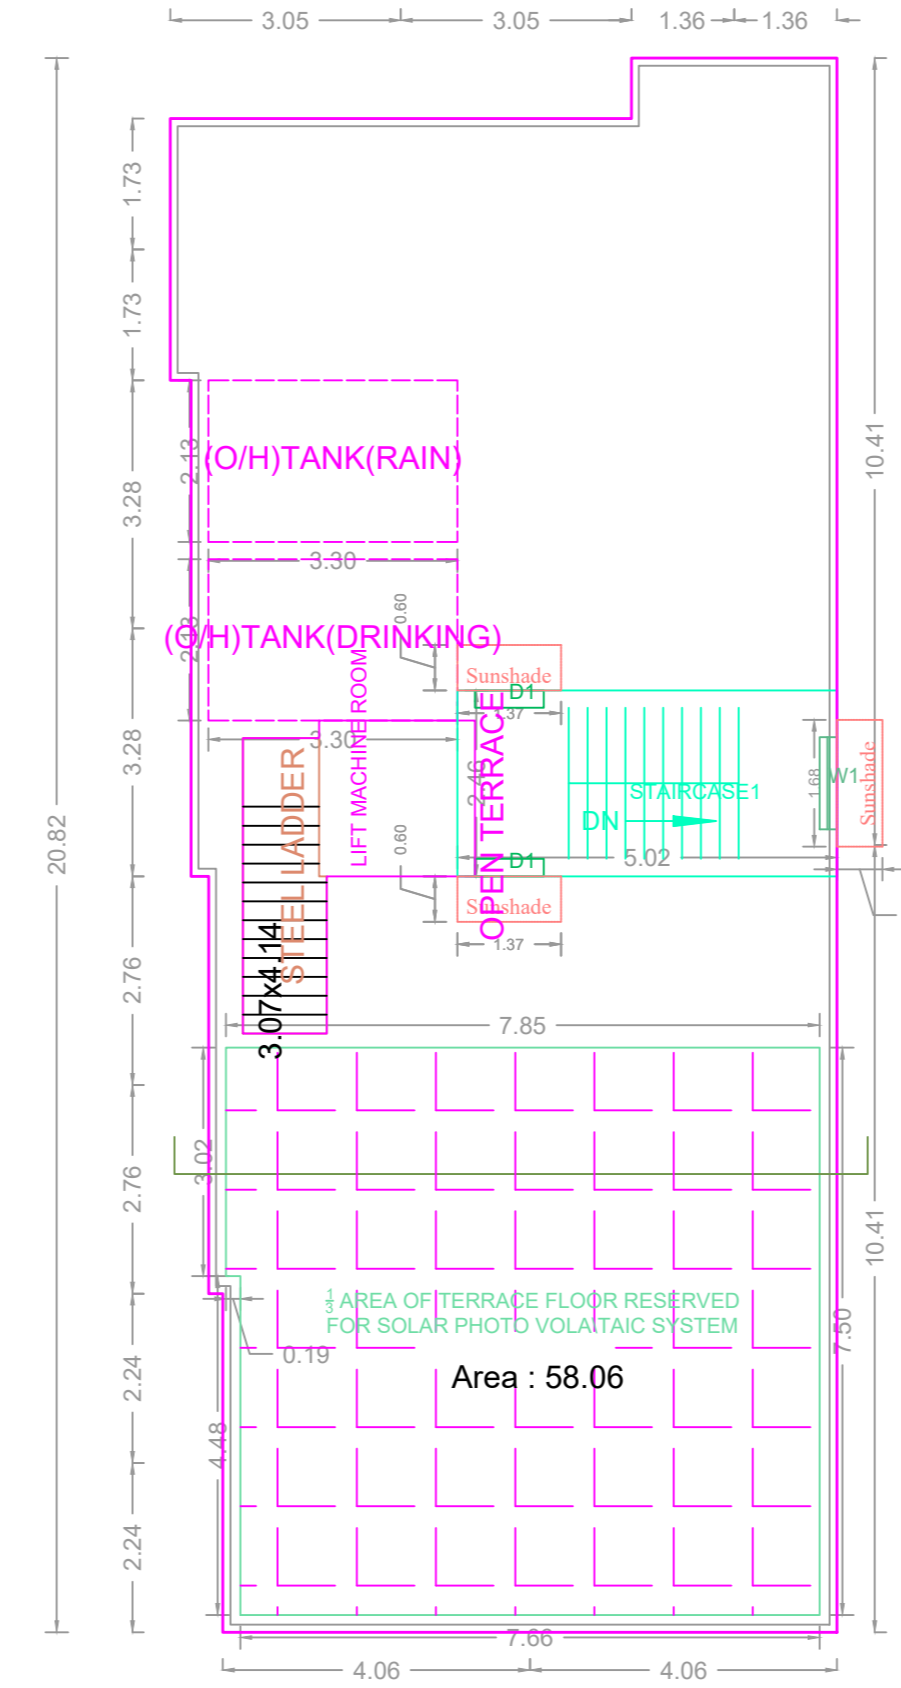 3.05
3.05
1.36
1.36
1.73
1.73
10.41
(O/H)TANK(RAIN)
2.13
3.28
3.30
0.60
(O/H)TANK(DRINKING)
2.13
Sunshade
D1
1.37
3.28
3.30
LIFT MACHINE ROOM
STEEL LADDER
2.46
OPEN TERRACE
STAIRCASE1
DN
1.68
W1
Sunshade
20.82
0.60
D1
5.02
Sunshade
1.37
2.76
3.07x4.14
7.85
3.02
2.76
10.41
1/3 AREA OF TERRACE FLOOR RESERVED
FOR SOLAR PHOTO VOLAITAIC SYSTEM
7.50
0.19
Area : 58.06
2.24
4.48
2.24
7.66
4.06
4.06